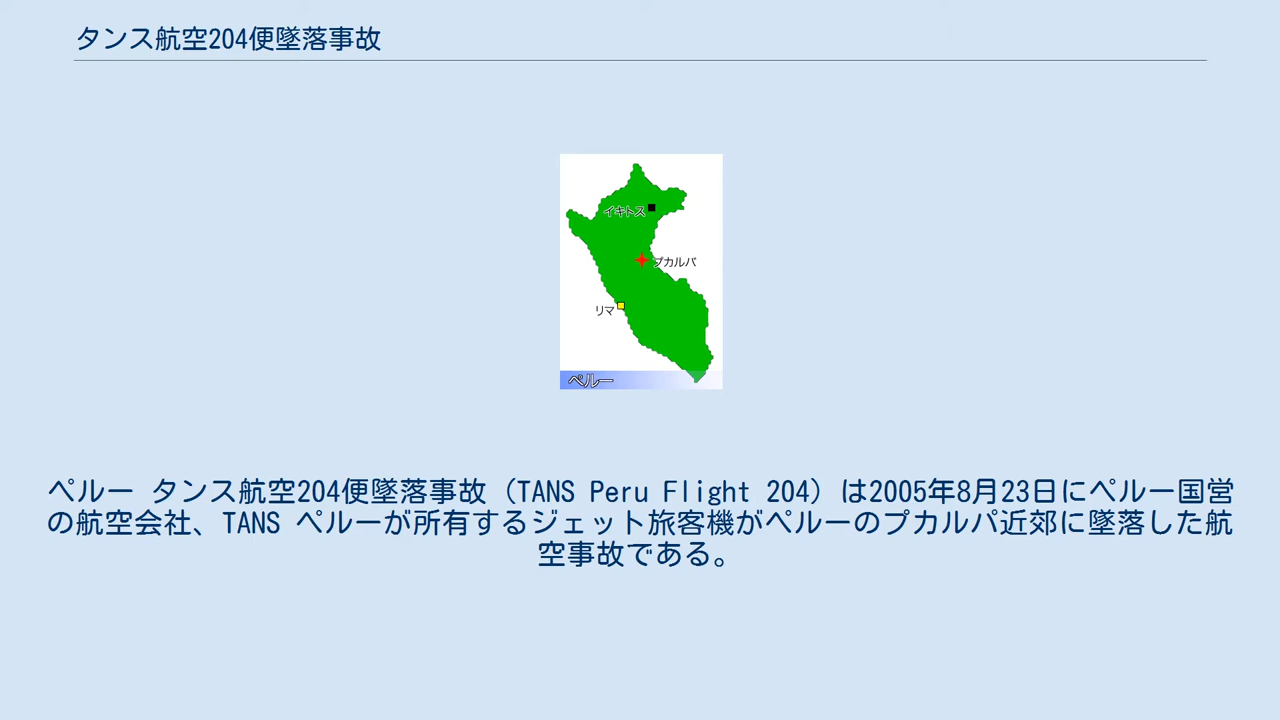 タンス航空204便墜落事故
イキトス
プカルパ
リマ
ペルー
ペルー タンス航空204便墜落事故（TANS Peru Flight 204）は2005年8月23日にペルー国営
の航空会社、TANS ペルーが所有するジェット旅客機がペルーのプカルパ近郊に墜落した航
空事故である。